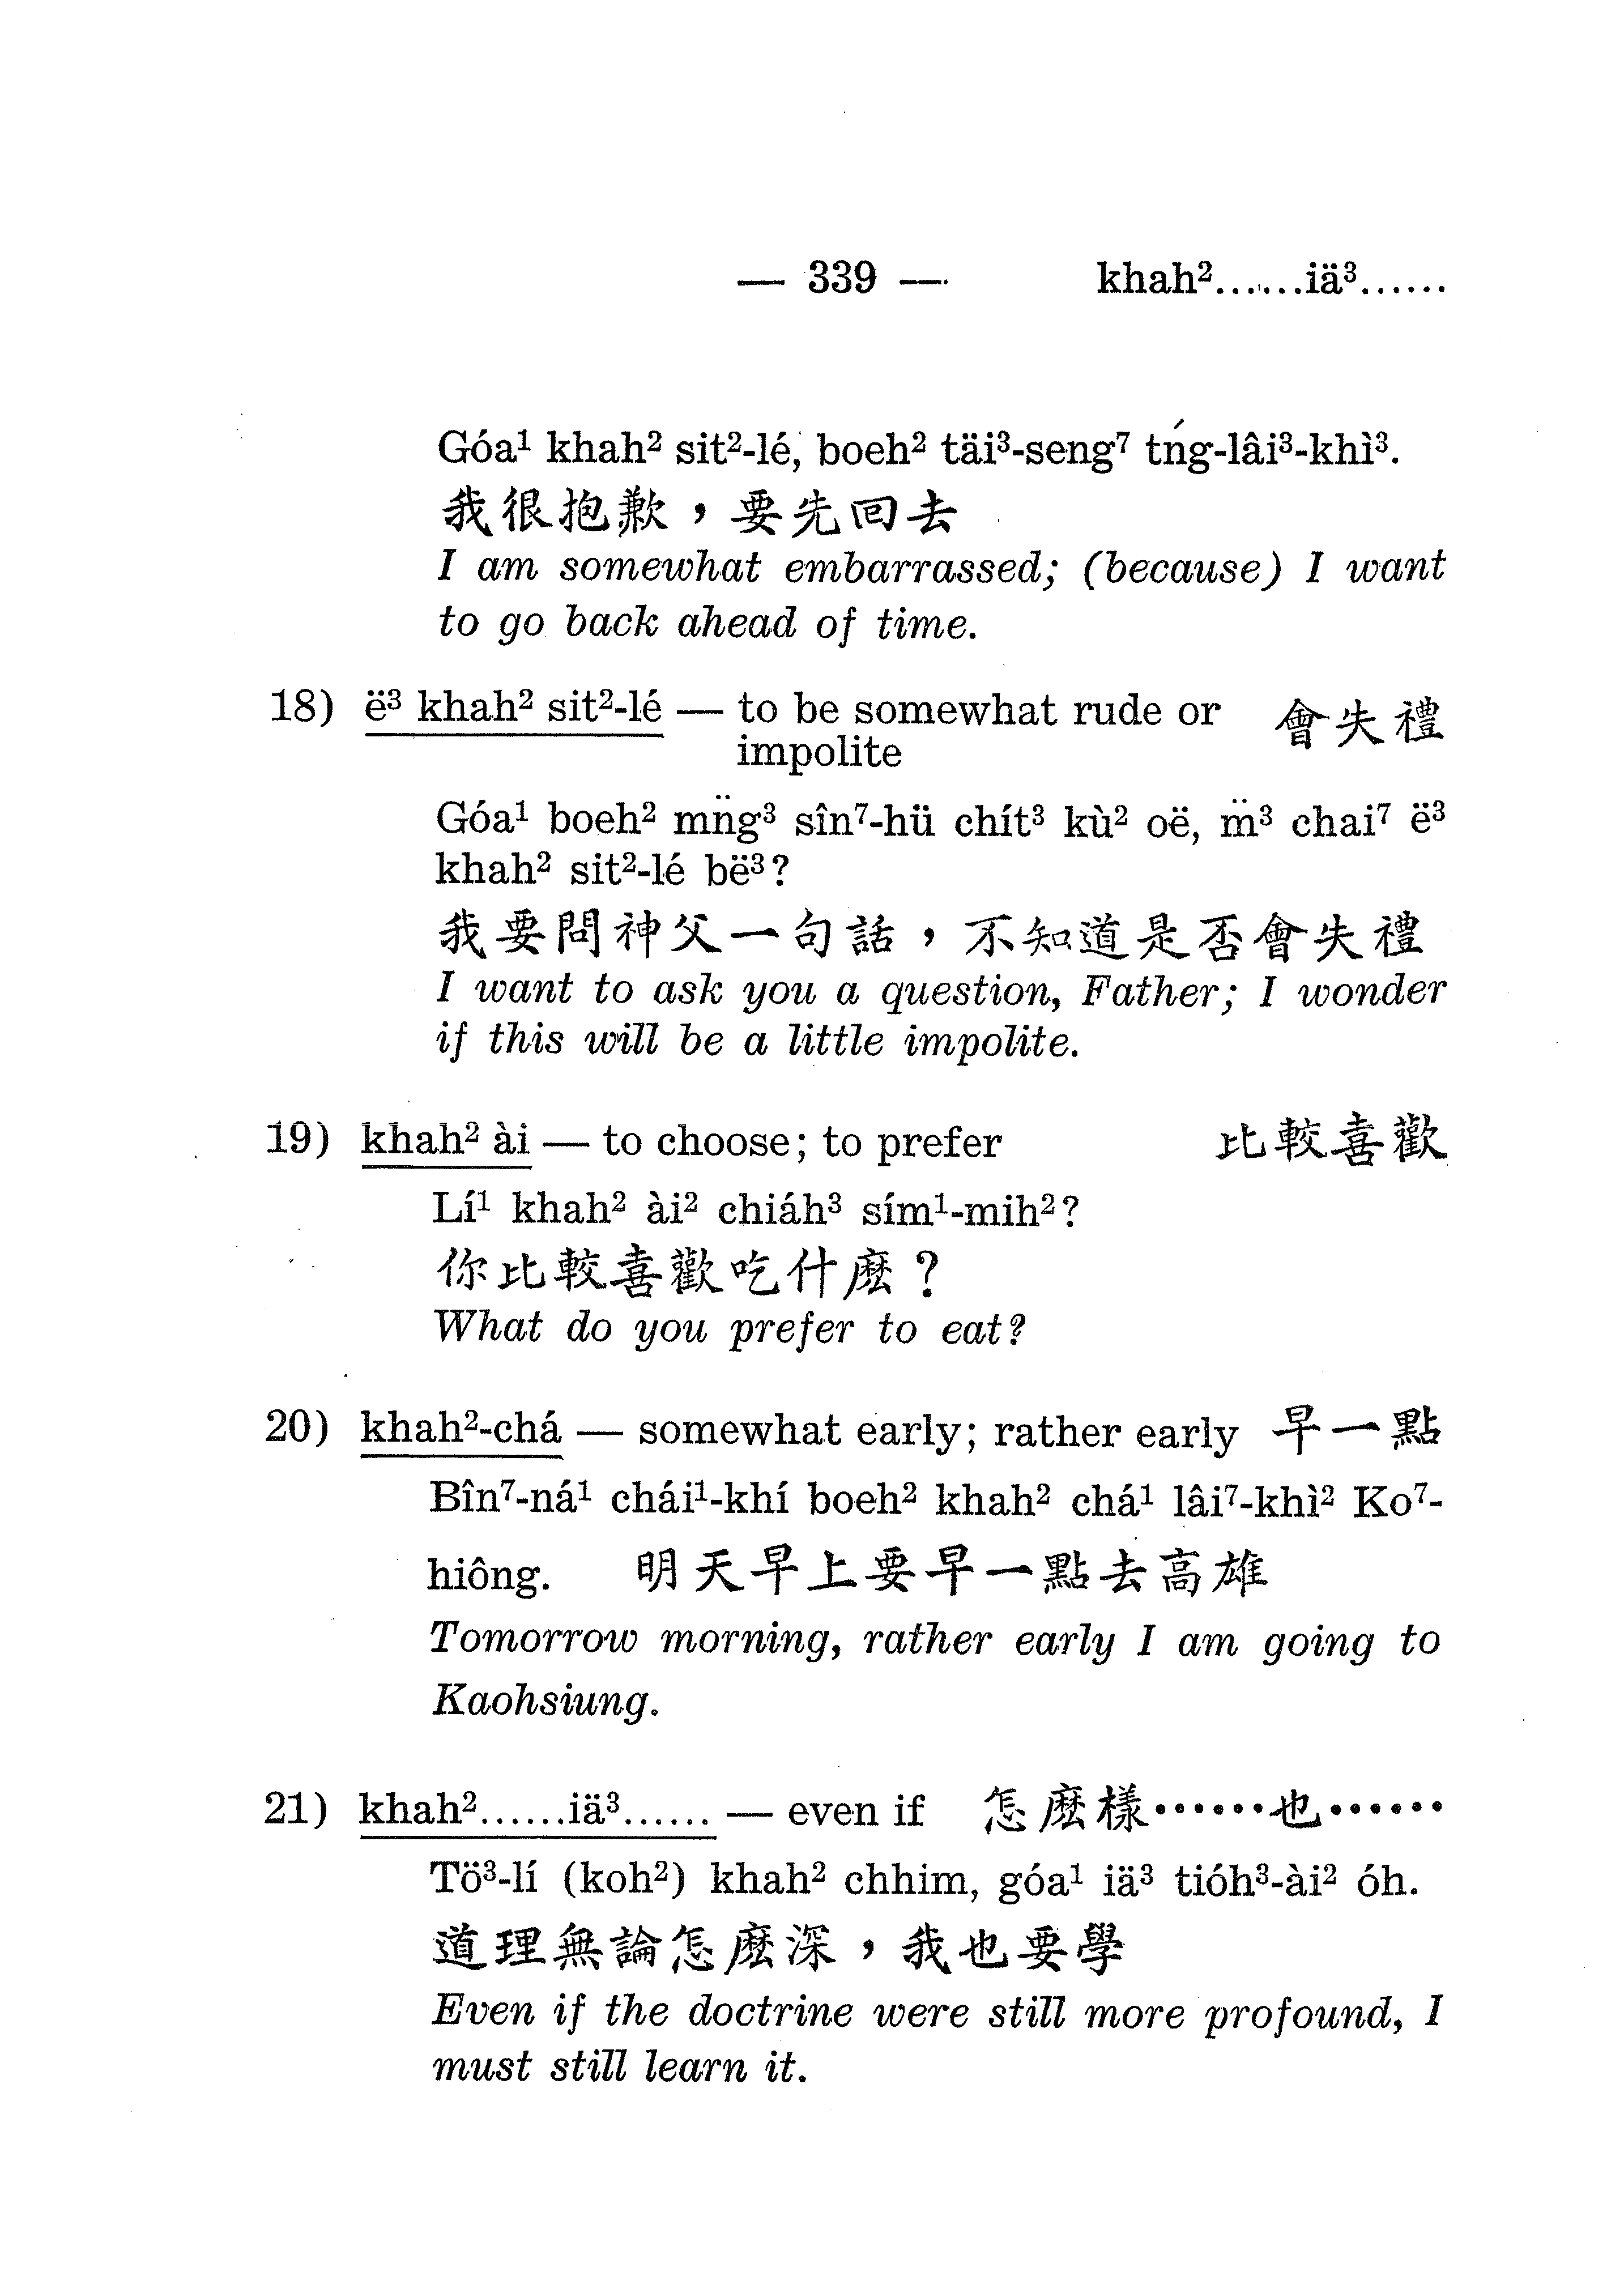 — 339 — khah²......iä³......
Góa¹ khah² sit²-lé, boeh² täi³-seng⁷ tńg-lâi³-khì³.
我很抱歉，要先回去
I am somewhat embarrassed; (because) I want
to go back ahead of time.
18) ë³ khah² sit²-lé — to be somewhat rude or 會失禮
impolite
Góa¹ boeh² mn̈g³ sîn⁷-hü chít³ kù² oë, m̈³ chai⁷ ë³
khah² sit²-lé bë³?
我要問神父一句話，不知道是否會失禮
I want to ask you a question, Father; I wonder
if this will be a little impolite.
19) khah² ài — to choose; to prefer 比較喜歡
Lí¹ khah² ài² chiáh³ sím¹-mih²?
你比較喜歡吃什麼？
What do you prefer to eat?
20) khah²-chá — somewhat early; rather early 早一點
Bîn⁷-ná¹ chái¹-khí boeh² khah² chá¹ lâi⁷-khì² Ko⁷-
hiông. 明天早上要早一點去高雄
Tomorrow morning, rather early I am going to
Kaohsiung.
21) khah²......iä³...... — even if 怎麼樣······也······
Tö³-lí (koh²) khah² chhim, góa¹ iä³ tióh³-ài² óh.
道理無論怎麼深，我也要學
Even if the doctrine were still more profound, I
must still learn it.